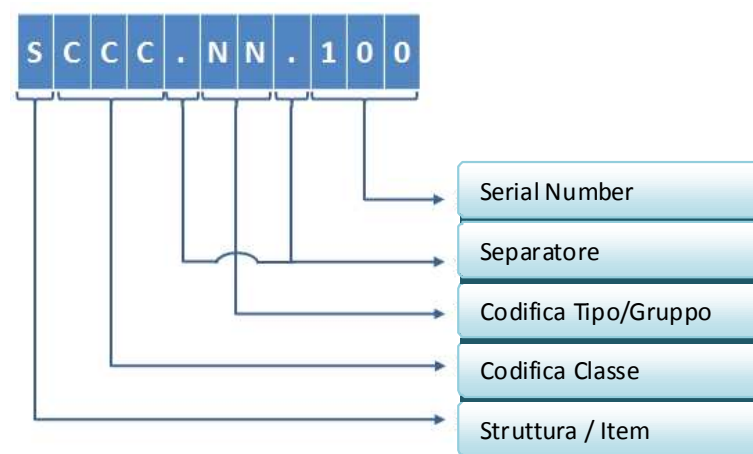 SCCC.NN.100
Serial Number
Separatore
Codifica Tipo/Gruppo
Codifica Classe
Struttura / Item